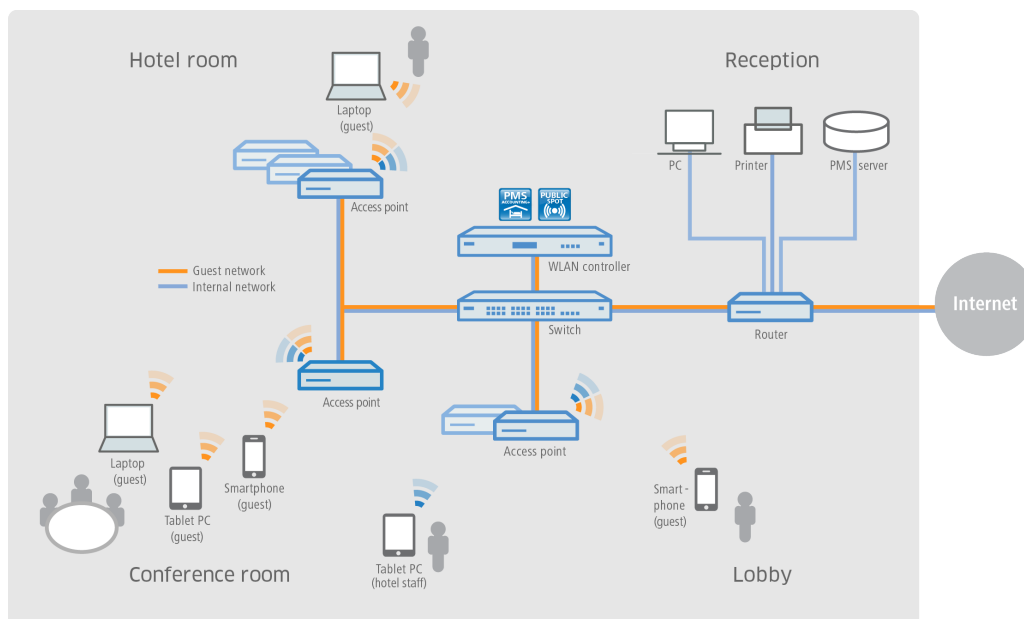 Hotel room
Reception
Laptop
(guest)
PC
Printer
PMS server
Access point
PMS
ACCOUNTING+
PUBLIC
SPOT
WLAN controller
Guest network
Internal network
Internet
Switch
Router
Access point
Access point
Laptop
(guest)
Tablet PC
(guest)
Smartphone
(guest)
Smart -
phone
(guest)
Tablet PC
(hotel staff)
Conference room
Lobby